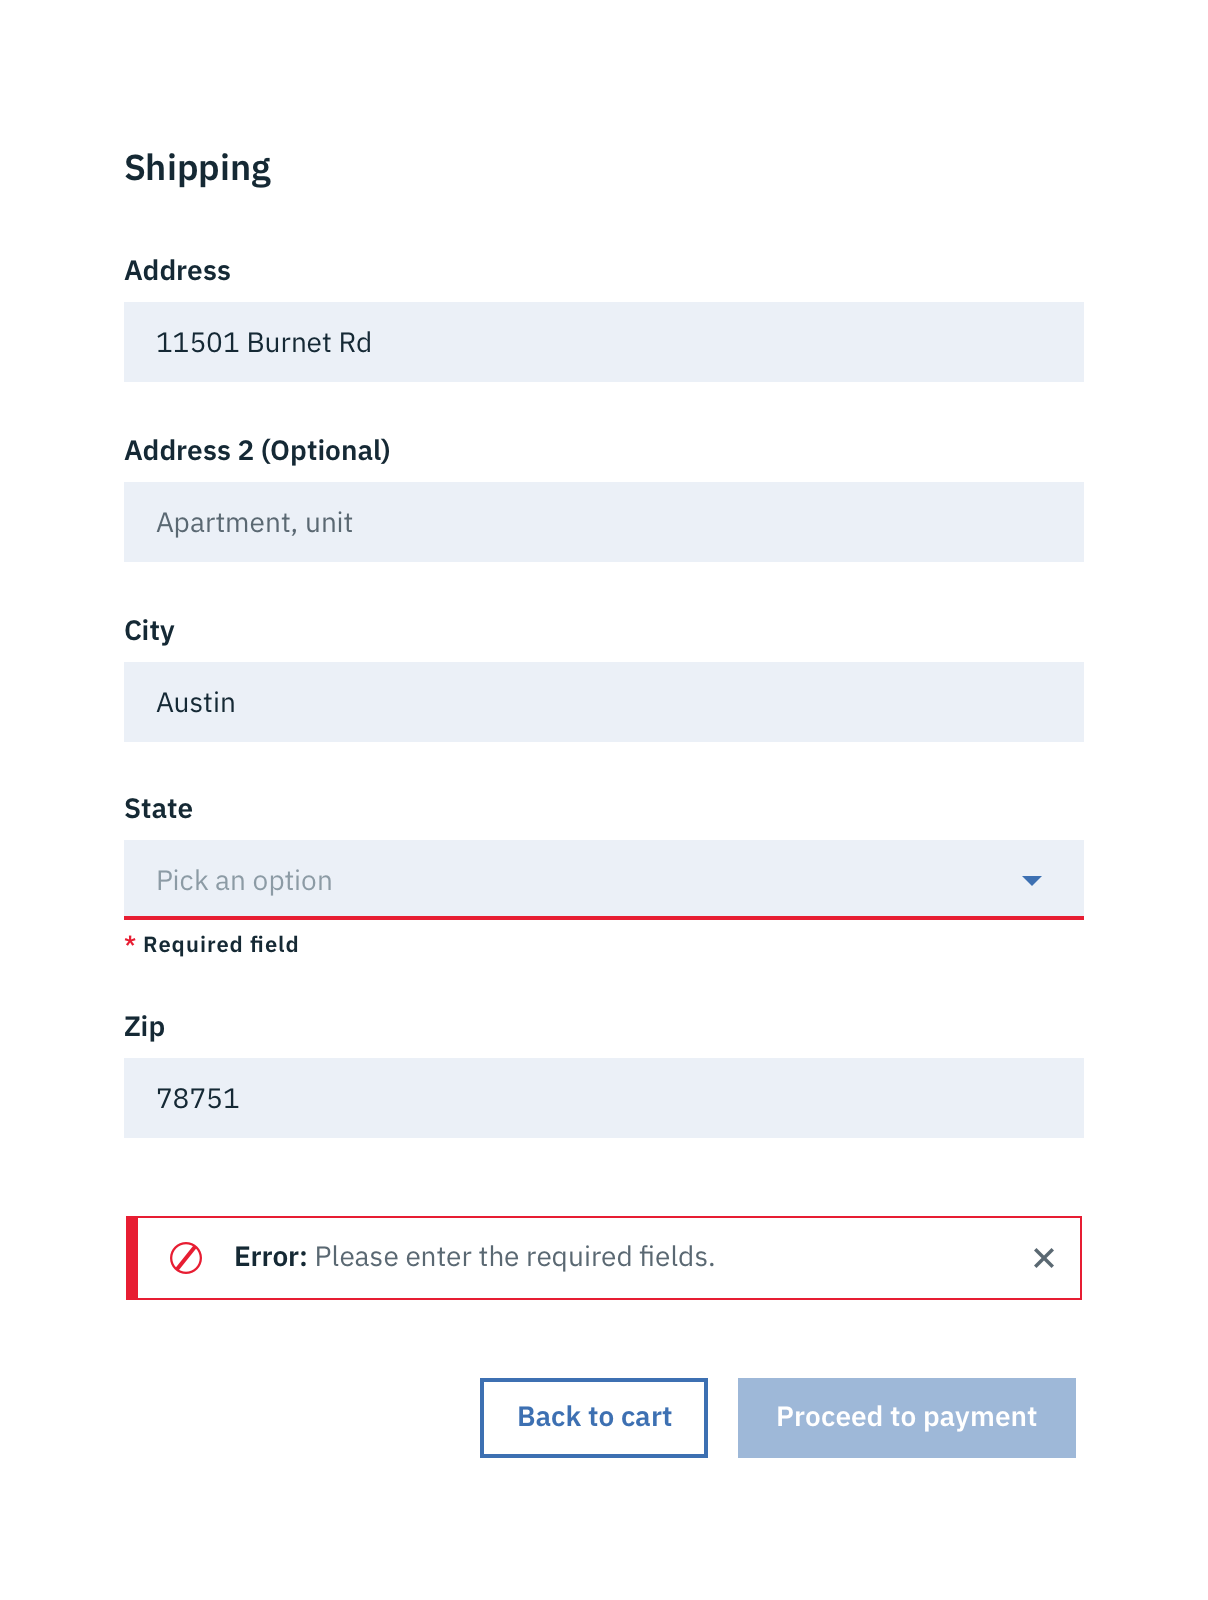 Shipping
Address
11501 Burnet Rd
Address 2 (Optional)
Apartment, unit
City
Austin
State
Pick an option
* Required field
Zip
78751
Error: Please enter the required fields.
Back to cart
Proceed to payment